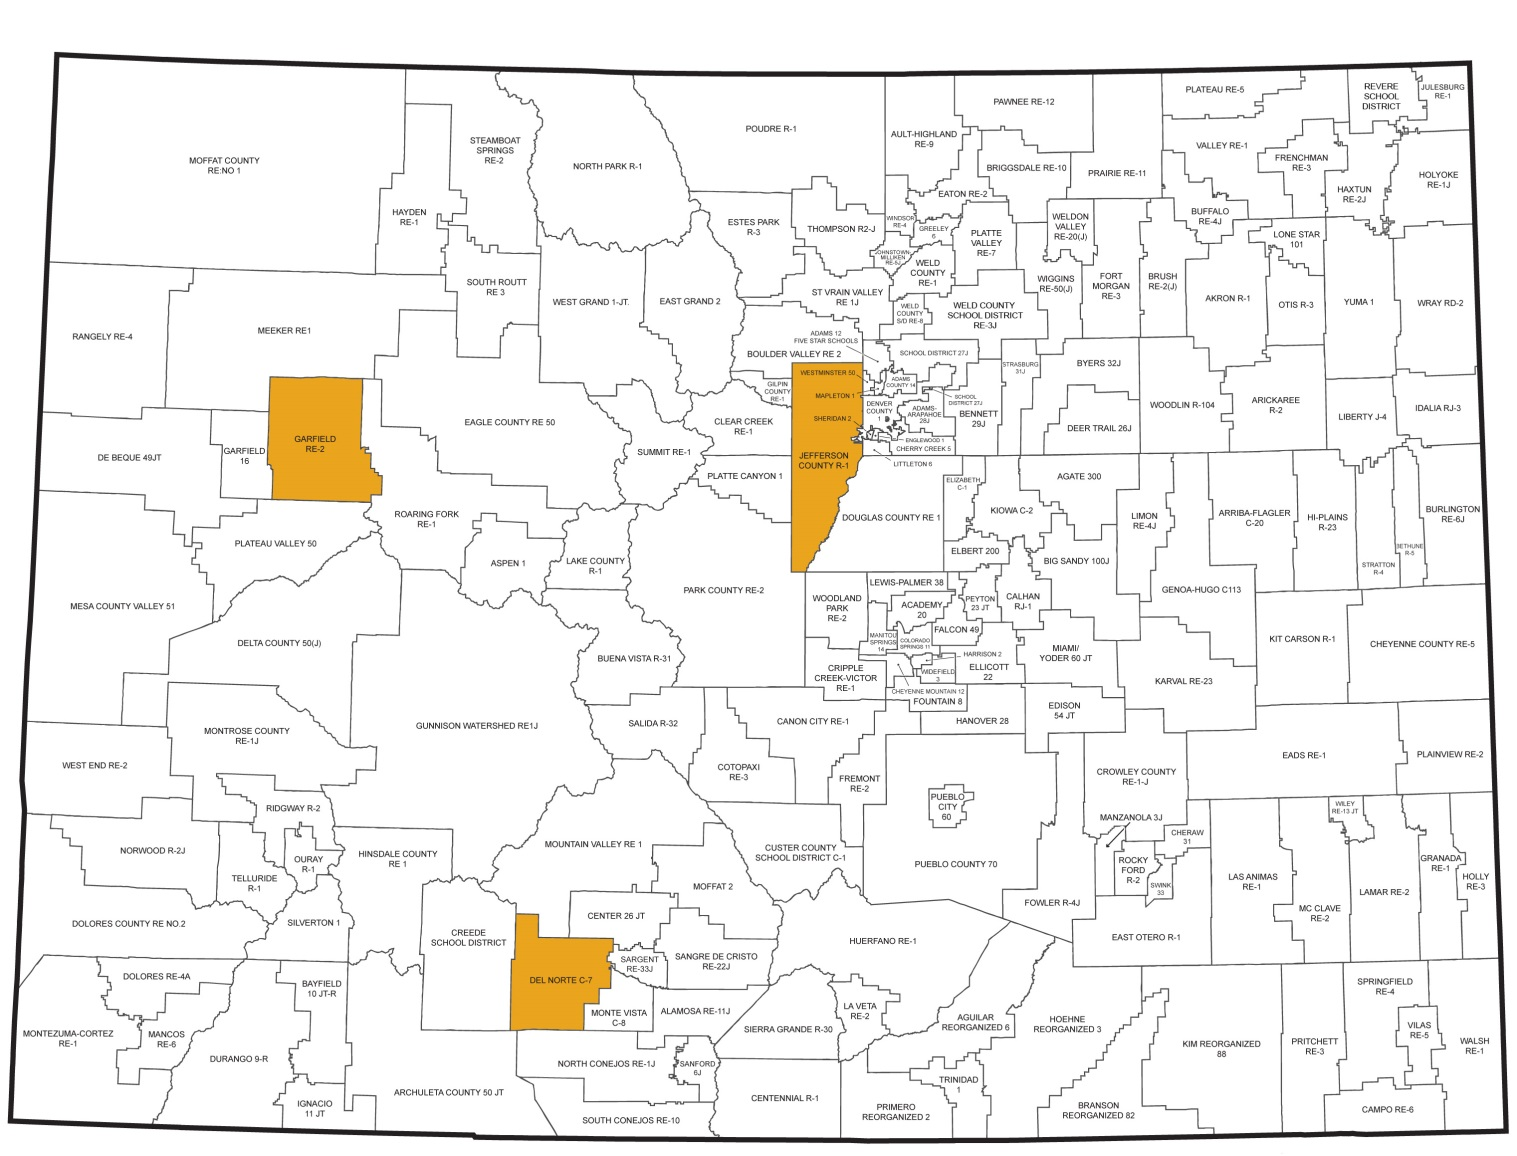 PLATEAU RE-5
REVERE
SCHOOL
DISTRICT
JULESBURG
RE-1
PAWNEE RE-12
POUDRE R-1
AULT-HIGHLAND
RE-9
STEAMBOAT
SPRINGS
RE-2
NORTH PARK R-1
MOFFAT COUNTY
RE:NO 1
VALLEY RE-1
FRENCHMAN
RE-3
BRIGGSDALE RE-10
PRAIRIE RE-11
HOLYOKE
RE-1J
HAXTUN
RE-2J
EATON RE-2
HAYDEN
RE-1
ESTES PARK
R-3
THOMPSON R2-J
WINDSOR
RE-4
GREELEY
6
PLATTE
VALLEY
RE-7
WELDON
VALLEY
RE-20(J)
BUFFALO
RE-4J
LONE STAR
101
JOHNSTOWN-
MILLIKEN
RE-5J
WELD
COUNTY
RE-1
SOUTH ROUTT
RE 3
WEST GRAND 1-JT.
EAST GRAND 2
ST VRAIN VALLEY
RE 1J
WIGGINS
RE-50(J)
FORT
MORGAN
RE-3
BRUSH
RE-2(J)
AKRON R-1
OTIS R-3
YUMA 1
WRAY RD-2
WELD
COUNTY
S/D RE-8
WELD COUNTY
SCHOOL DISTRICT
RE-3J
RANGELY RE-4
MEEKER RE1
ADAMS 12
FIVE STAR SCHOOLS
BOULDER VALLEY RE 2
SCHOOL DISTRICT 27J
STRASBURG
31J
BYERS 32J
WESTMINSTER 50
ADAMS
COUNTY 14
MAPLETON 1
SCHOOL
DISTRICT 27J
GILPIN
COUNTY
RE-1
DENVER
COUNTY
1
ADAMS-
ARAPAHOE
28J
BENNETT
29J
WOODLIN R-104
ARICKAREE
R-2
LIBERTY J-4
IDALIA RJ-3
SHERIDAN 2
EAGLE COUNTY RE 50
CLEAR CREEK
RE-1
DEER TRAIL 26J
ENGLEWOOD 1
CHERRY CREEK 5
GARFIELD
RE-2
GARFIELD
16
DE BEQUE 49JT
SUMMIT RE-1
JEFFERSON
COUNTY R-1
LITTLETON 6
PLATTE CANYON 1
ELIZABETH
C-1
AGATE 300
ROARING FORK
RE-1
DOUGLAS COUNTY RE 1
KIOWA C-2
LIMON
RE-4J
ARRIBA-FLAGLER
C-20
HI-PLAINS
R-23
BURLINGTON
RE-6J
BETHUNE
R-5
STRATTON
R-4
PLATEAU VALLEY 50
ASPEN 1
LAKE COUNTY
R-1
ELBERT 200
BIG SANDY 100J
MESA COUNTY VALLEY 51
PARK COUNTY RE-2
LEWIS-PALMER 38
WOODLAND
PARK
RE-2
ACADEMY
20
PEYTON
23 JT
CALHAN
RJ-1
GENOA-HUGO C113
DELTA COUNTY 50(J)
MANITOU
SPRINGS
14
COLORADO
SPRINGS 11
FALCON 49
KIT CARSON R-1
CHEYENNE COUNTY RE-5
BUENA VISTA R-31
HARRISON 2
MIAMI/
YODER 60 JT
CRIPPLE
CREEK-VICTOR
RE-1
WIDEFIELD
3
ELLICOTT
22
KARVAL RE-23
CHEYENNE MOUNTAIN 12
FOUNTAIN 8
EDISON
54 JT
GUNNISON WATERSHED RE1J
SALIDA R-32
CANON CITY RE-1
HANOVER 28
MONTROSE COUNTY
RE-1J
WEST END RE-2
COTOPAXI
RE-3
FREMONT
RE-2
CROWLEY COUNTY
RE-1-J
EADS RE-1
PLAINVIEW RE-2
PUEBLO
CITY
60
RIDGWAY R-2
WILEY
RE-13 JT
MANZANOLA 3J
CHERAW
31
MOUNTAIN VALLEY RE 1
CUSTER COUNTY
SCHOOL DISTRICT C-1
PUEBLO COUNTY 70
NORWOOD R-2J
HINSDALE COUNTY
RE 1
OURAY
R-1
TELLURIDE
R-1
ROCKY
FORD
R-2
SWINK
33
LAS ANIMAS
RE-1
GRANADA
RE-1
HOLLY
RE-3
LAMAR RE-2
MOFFAT 2
MC CLAVE
RE-2
FOWLER R-4J
CENTER 26 JT
DOLORES COUNTY RE NO.2
SILVERTON 1
CREEDE
SCHOOL DISTRICT
HUERFANO RE-1
EAST OTERO R-1
SARGENT
RE-33J
SANGRE DE CRISTO
RE-22J
DOLORES RE-4A
BAYFIELD
10 JT-R
DEL NORTE C-7
SPRINGFIELD
RE-4
MONTE VISTA
C-8
ALAMOSA RE-11J
LA VETA
RE-2
SIERRA GRANDE R-30
AGUILAR
REORGANIZED 6
HOEHNE
REORGANIZED 3
MONTEZUMA-CORTEZ
RE-1
MANCOS
RE-6
KIM REORGANIZED
88
PRITCHETT
RE-3
VILAS
RE-5
WALSH
RE-1
DURANGO 9-R
NORTH CONEJOS RE-1J
SANFORD
6J
ARCHULETA COUNTY 50 JT
TRINIDAD
1
CENTENNIAL R-1
IGNACIO
11 JT
PRIMERO
REORGANIZED 2
BRANSON
REORGANIZED 82
CAMPO RE-6
SOUTH CONEJOS RE-10